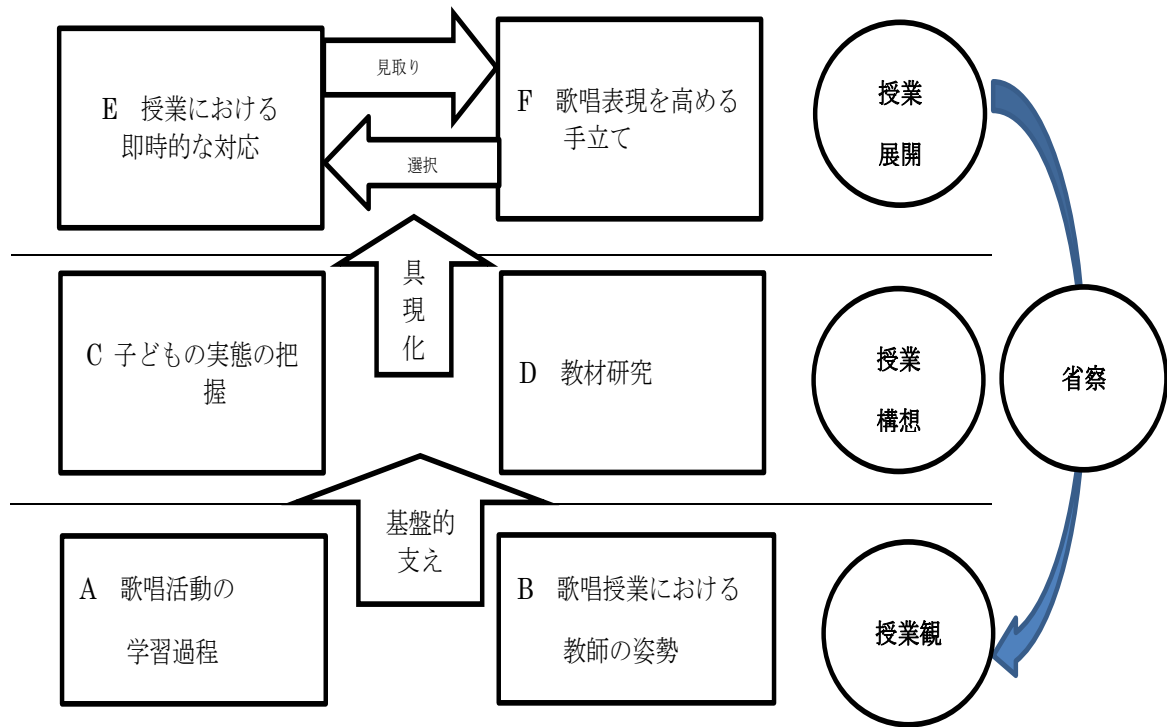 E 授業における
即時的な対応
見取り
選択
F 歌唱表現を高める
手立て
授業
展開
C 子どもの実態の把
握
具
現
化
D 教材研究
授業
構想
省察
A 歌唱活動の
学習過程
基盤的
支え
B 歌唱授業における
教師の姿勢
授業観